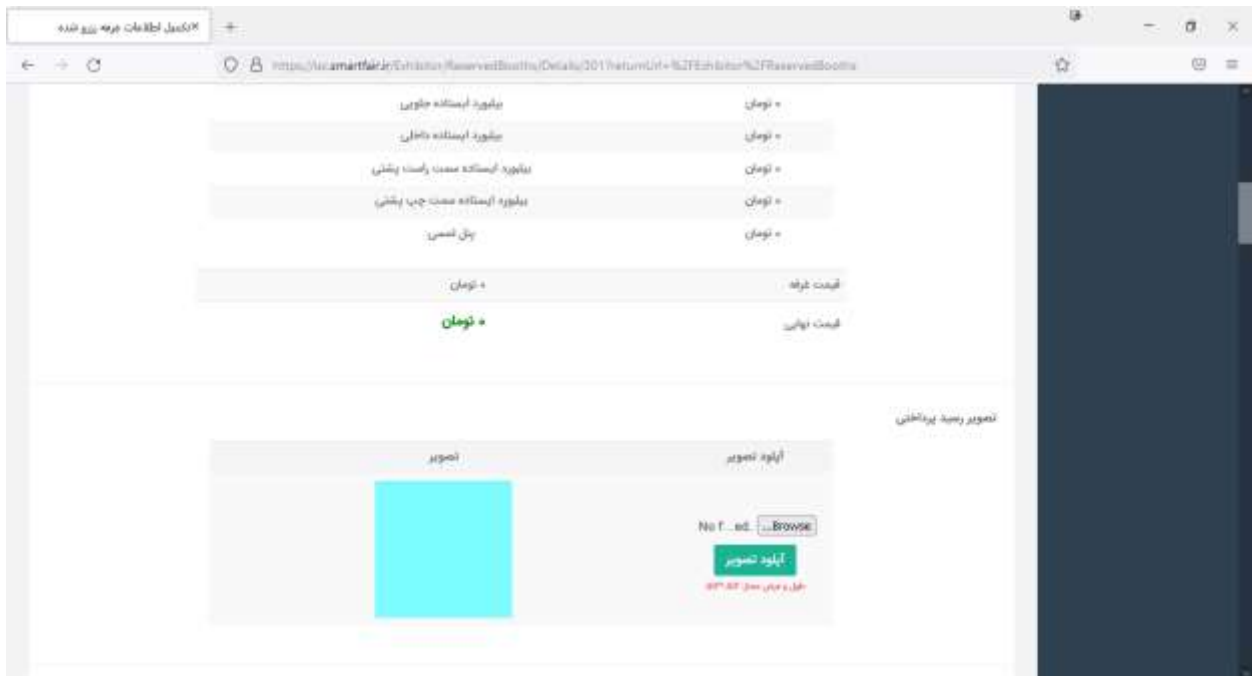 تکمیل اطلاعات غرفه رزرو شده
بیلبورد ایستاده جلویی ۰ تومان
بیلبورد ایستاده داخلی ۰ تومان
بیلبورد ایستاده سمت راست پشتی ۰ تومان
بیلبورد ایستاده سمت چپ پشتی ۰ تومان
پنل لمسی ۰ تومان
قیمت غرفه ۰ تومان
قیمت نهایی ۰ تومان
تصویر رسید پرداختی
آپلود تصویر تصویر
Browse... No f...ed.
آپلود تصویر